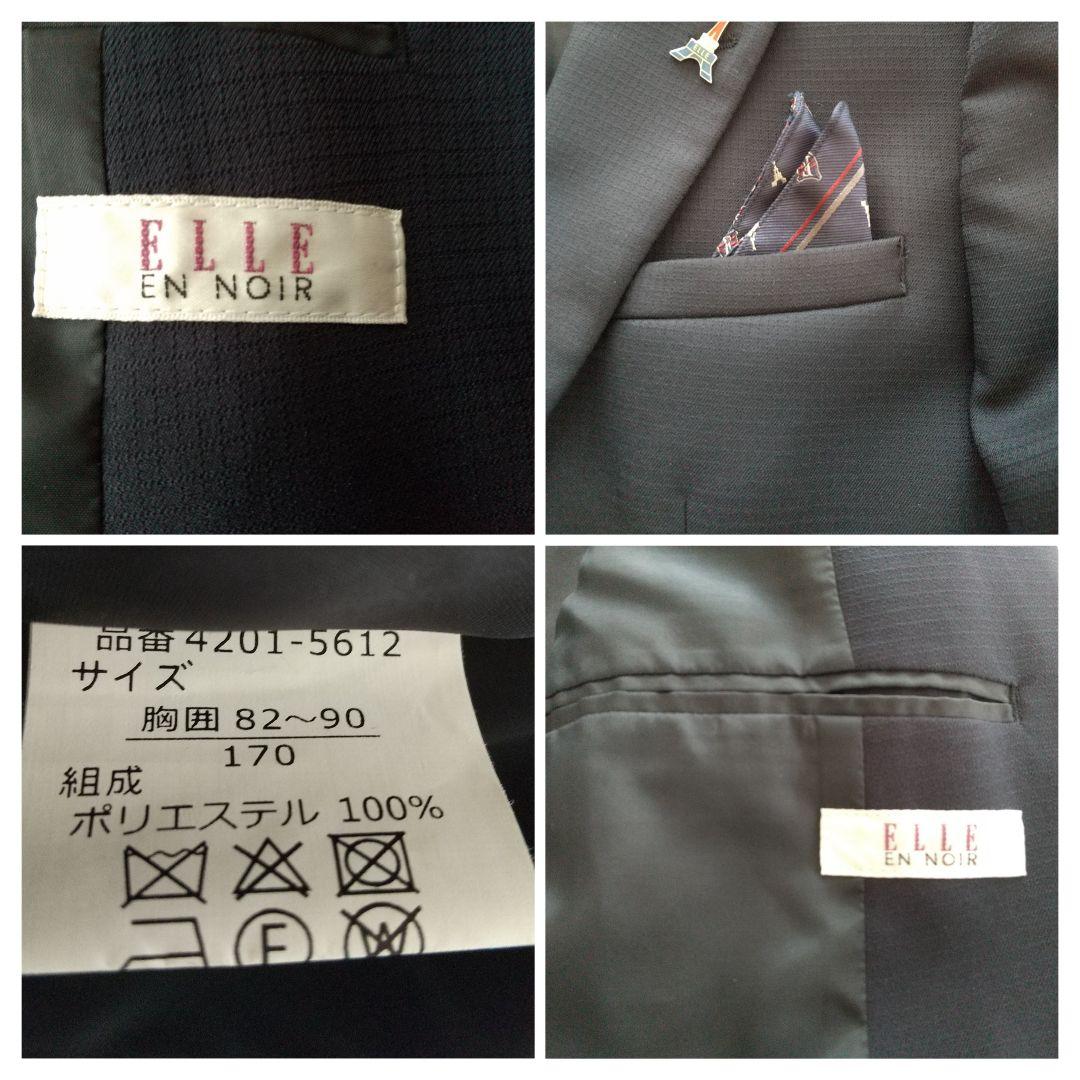 ELLE
EN NOIR
ELLE
品番 4201-5612
サイズ
胸囲 82～90
170
組成
ポリエステル 100%
F
W
ELLE
EN NOIR